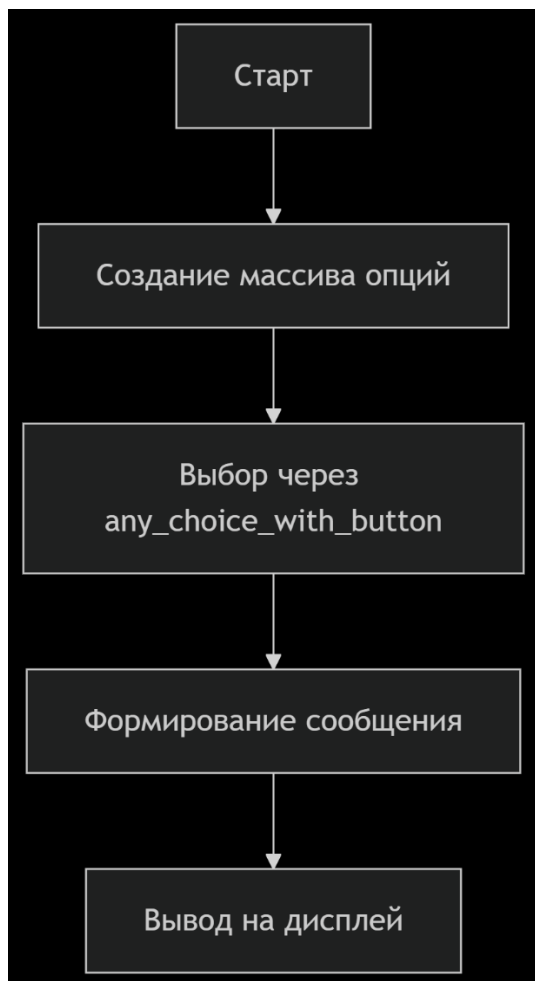 Старт
Создание массива опций
Выбор через
any_choice_with_button
Формирование сообщения
Вывод на дисплей